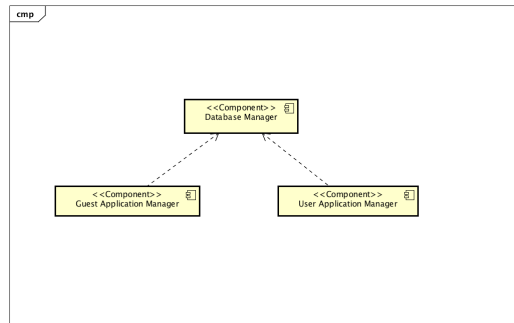 cmp
<<Component>>
Database Manager
<<Component>>
Guest Application Manager
<<Component>>
User Application Manager